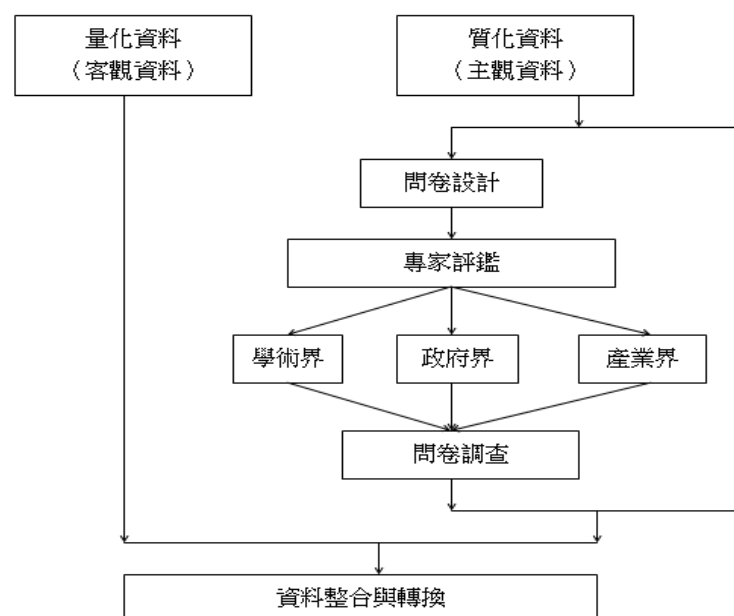 量化資料
（客觀資料）
質化資料
（主觀資料）
問卷設計
專家評鑑
學術界
政府界
產業界
問卷調查
資料整合與轉換